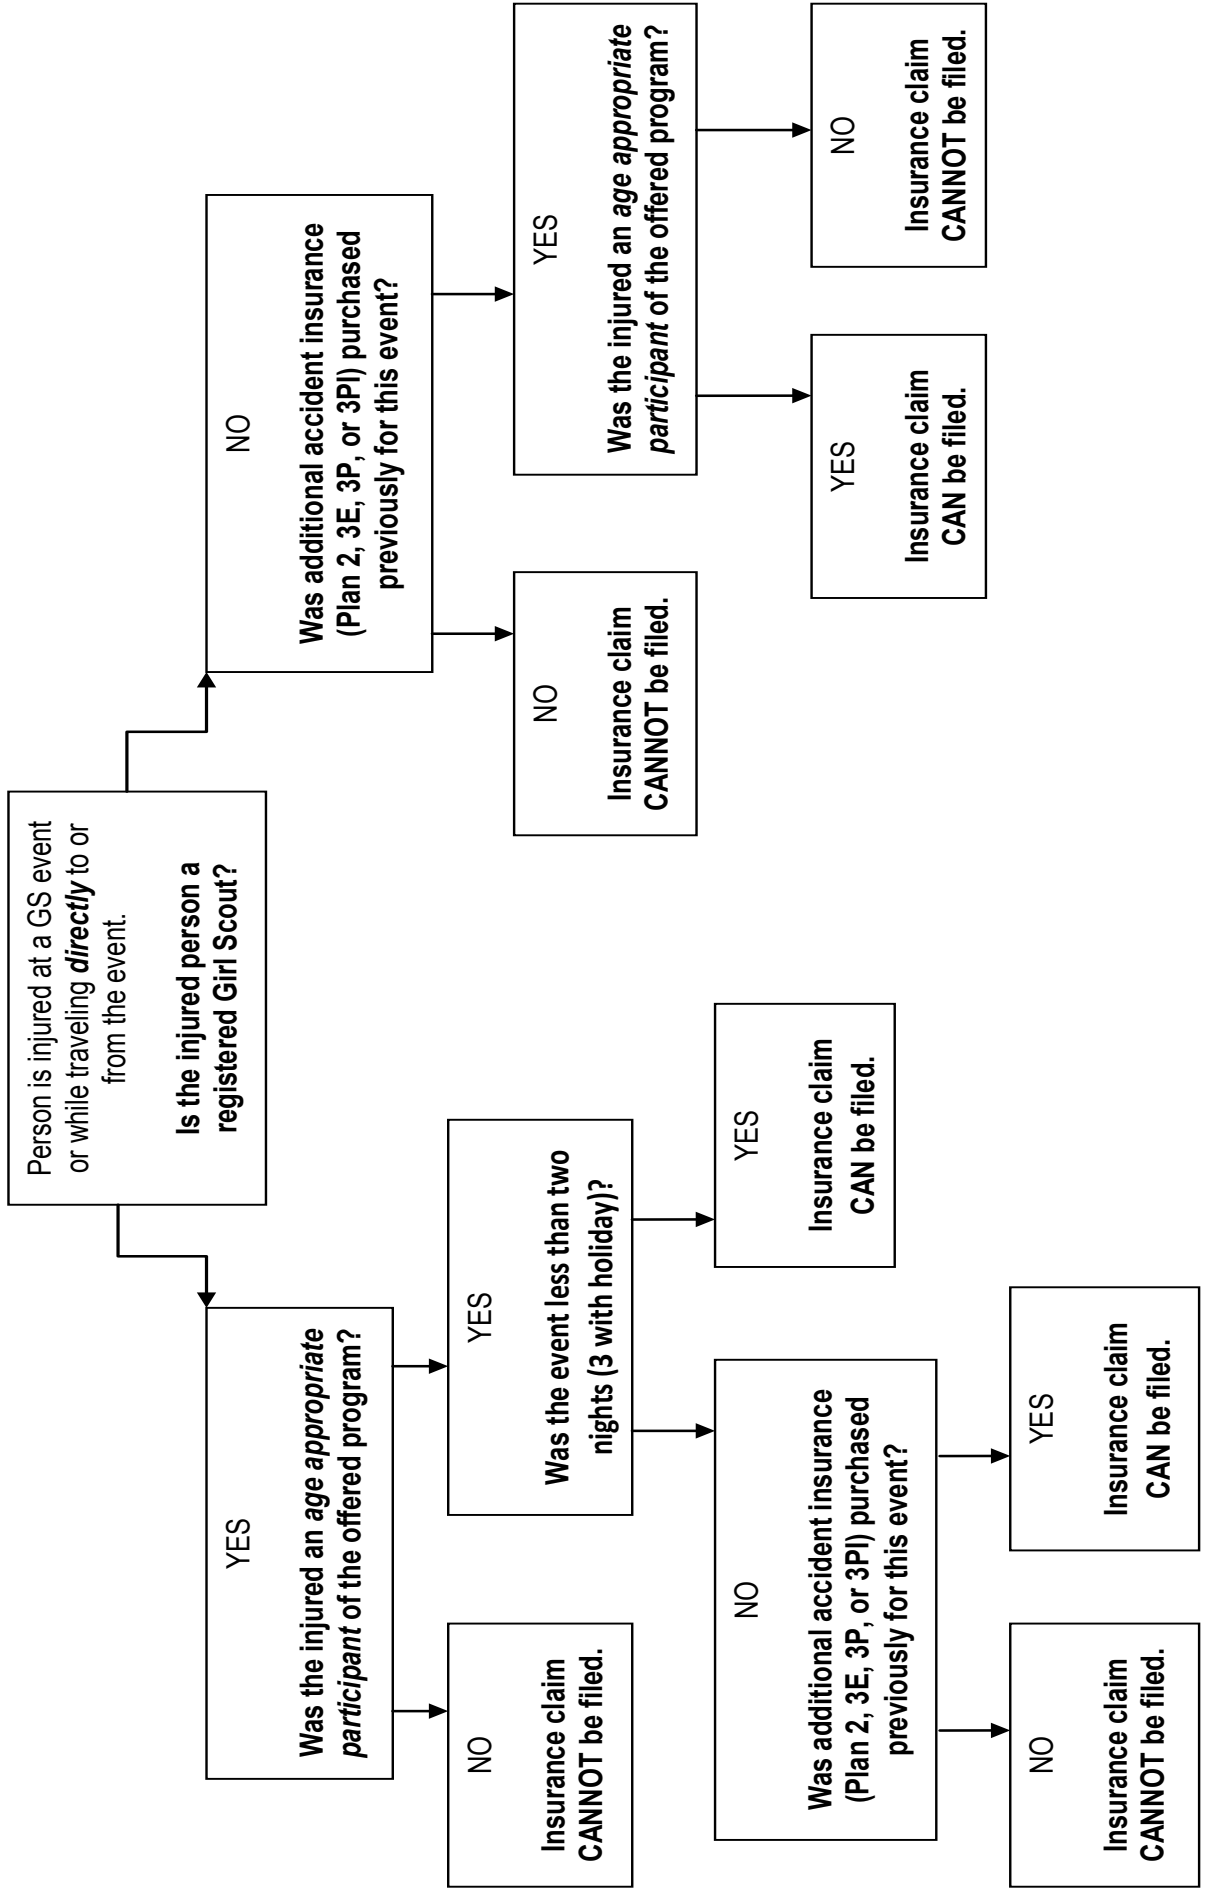 Person is injured at a GS event
or while traveling directly to or
from the event.
Is the injured person a
registered Girl Scout?
YES
Was the injured an age appropriate
participant of the offered program?
NO
Insurance claim
CANNOT be filed.
YES
Was the event less than two
nights (3 with holiday)?
NO
Was additional accident insurance
(Plan 2, 3E, 3P, or 3PI) purchased
previously for this event?
NO
Insurance claim
CANNOT be filed.
YES
Insurance claim
CAN be filed.
YES
Insurance claim
CAN be filed.
NO
Was additional accident insurance
(Plan 2, 3E, 3P, or 3PI) purchased
previously for this event?
NO
Insurance claim
CANNOT be filed.
YES
Was the injured an age appropriate
participant of the offered program?
YES
Insurance claim
CAN be filed.
NO
Insurance claim
CANNOT be filed.